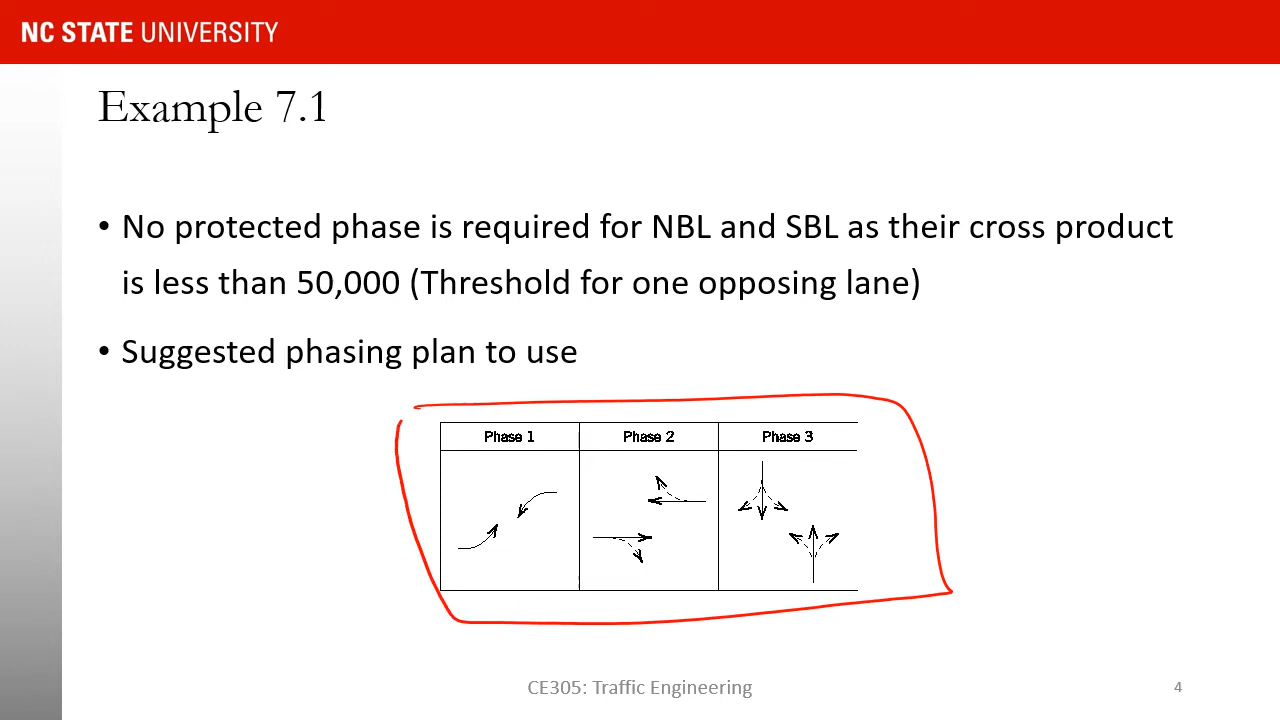 NC STATE UNIVERSITY
Example 7.1
• No protected phase is required for NBL and SBL as their cross product
is less than 50,000 (Threshold for one opposing lane)
• Suggested phasing plan to use
Phase 1 Phase 2 Phase 3
CE305: Traffic Engineering 4